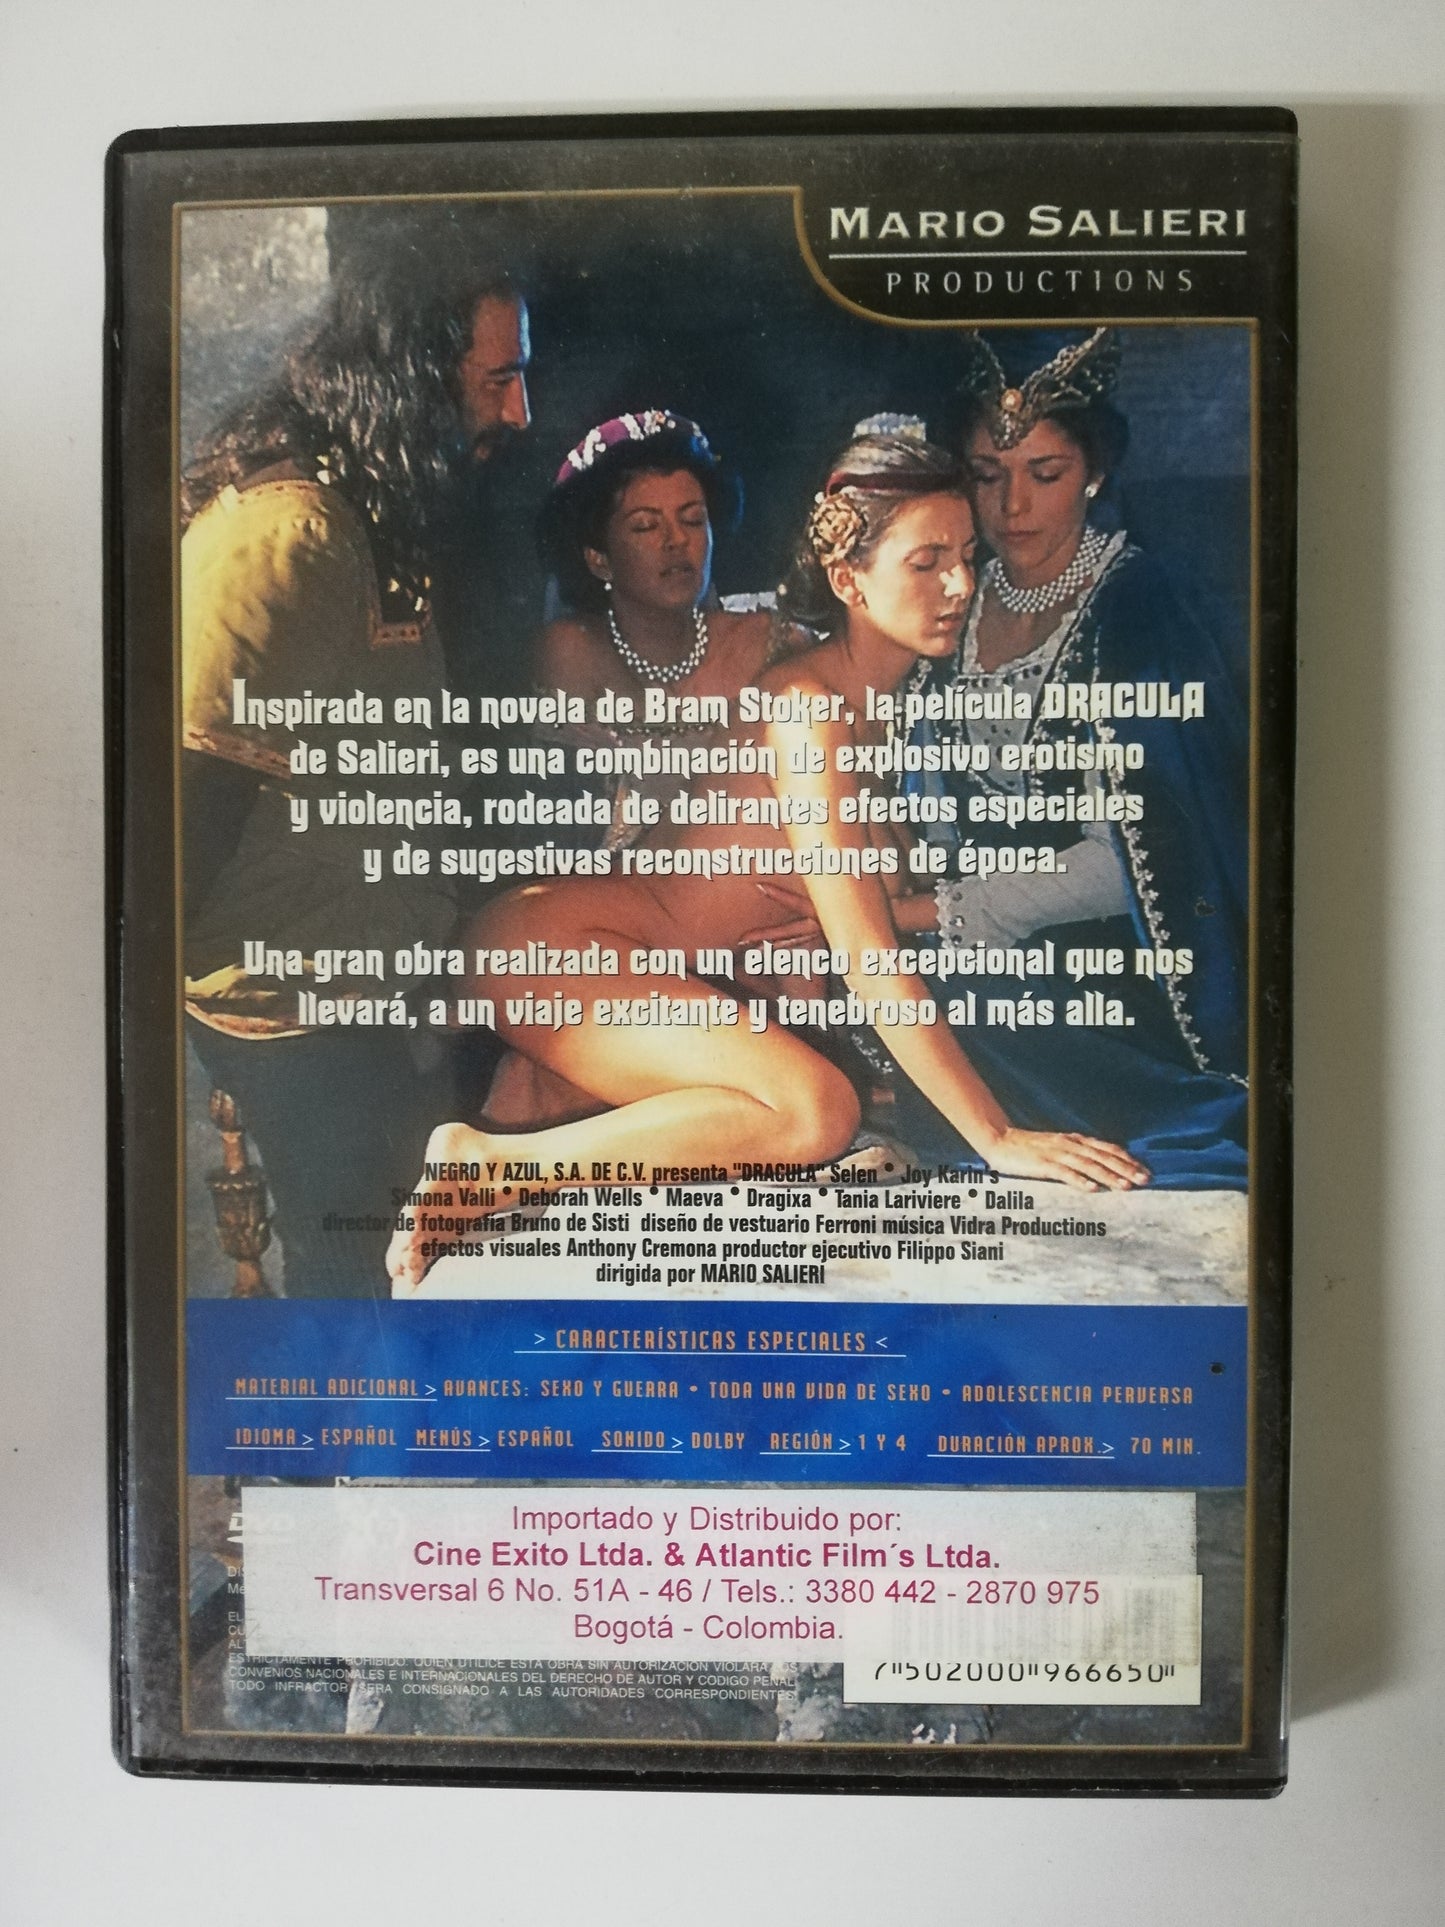 MARIO SALIERI
PRODUCTIONS
Inspirada en la novela de Bram Stoker, la película DRACULA
de Salieri, es una combinación de explosivo erotismo
y violencia, rodeada de delirantes efectos especiales
y de sugestivas reconstrucciones de época.
Una gran obra realizada con un elenco excepcional que nos
llevará, a un viaje excitante y tenebroso al más alla.
NEGRO Y AZUL, S.A. DE C.V. presenta "DRACULA" Selen • Joy Karin's
Simona Valli • Deborah Wells • Maeva • Dragixa • Tania Lariviere • Dalila
director de fotografía Bruno de Sisti diseño de vestuario Ferroni música Vidra Productions
efectos visuales Anthony Cremona productor ejecutivo Filippo Siani
dirigida por MARIO SALIERI
> CARACTERÍSTICAS ESPECIALES <
MATERIAL ADICIONAL > AVANCES: SEXO Y GUERRA • TODA UNA VIDA DE SEXO • ADOLESCENCIA PERVERSA
IDIOMA > ESPAÑOL MENÚS > ESPAÑOL SONIDO > DOLBY REGIÓN > 1 Y 4 DURACIÓN APROX.> 70 MIN.
Importado y Distribuido por:
Cine Exito Ltda. & Atlantic Film´s Ltda.
Transversal 6 No. 51A - 46 / Tels.: 3380 442 - 2870 975
Bogotá - Colombia.
ESTRICTAMENTE PROHIBIDO. QUIEN UTILICE ESTA OBRA SIN AUTORIZACION VIOLARA LOS
CONVENIOS NACIONALES E INTERNACIONALES DEL DERECHO DE AUTOR Y CODIGO PENAL.
TODO INFRACTOR SERA CONSIGNADO A LAS AUTORIDADES CORRESPONDIENTES
7 502000 966650